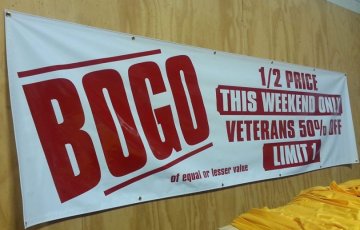 BOGO
of equal or lesser value
1/2 PRICE
THIS WEEKEND ONLY
VETERANS 50% OFF
LIMIT 1